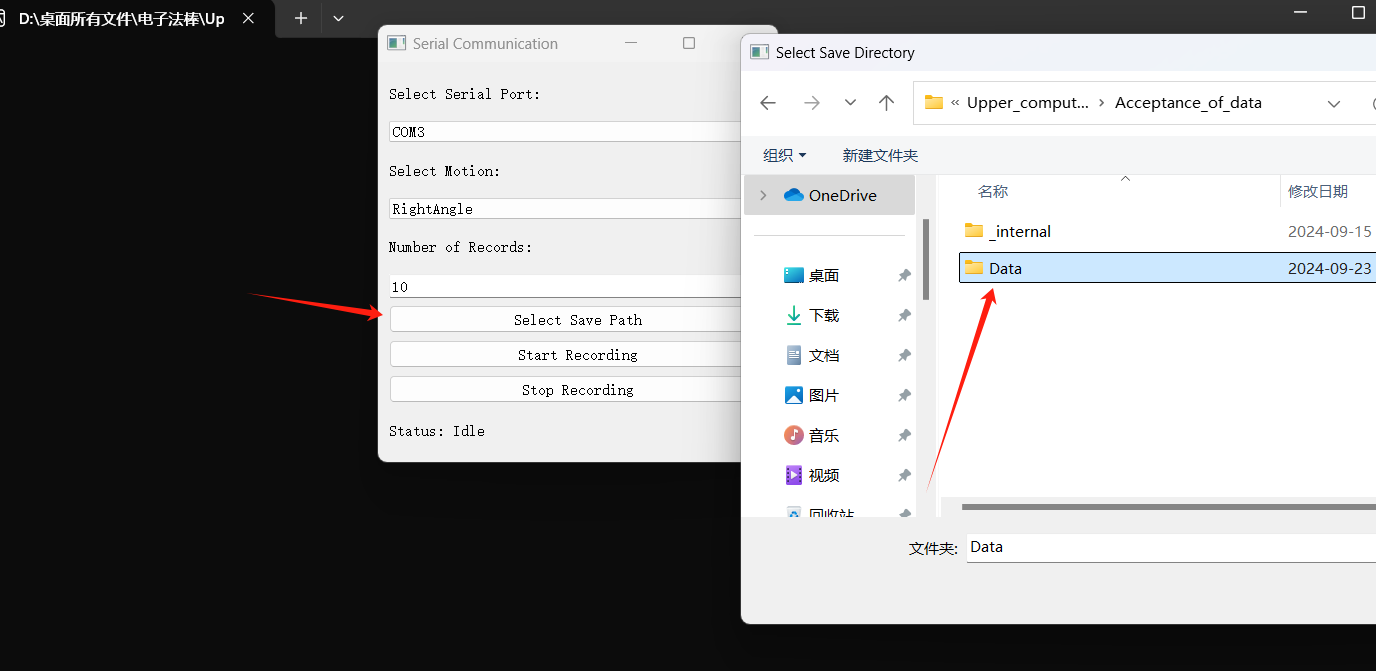 D:\桌面所有文件\电子法棒\Up
Serial Communication
Select Serial Port:
COM3
Select Motion:
RightAngle
Number of Records:
10
Select Save Path
Start Recording
Stop Recording
Status: Idle
Select Save Directory
« Upper_comput... › Acceptance_of_data
组织 新建文件夹
OneDrive
桌面
下载
文档
图片
音乐
视频
回收站
名称 修改日期
_internal 2024-09-15
Data 2024-09-23
文件夹: Data